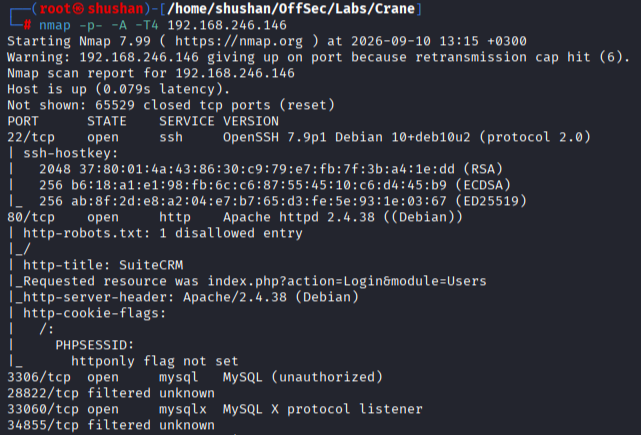 ┌──(root㉿shushan)-[/home/shushan/OffSec/Labs/Crane]
└─# nmap -p- -A -T4 192.168.246.146
Starting Nmap 7.99 ( https://nmap.org ) at 2026-09-10 13:15 +0300
Warning: 192.168.246.146 giving up on port because retransmission cap hit (6).
Nmap scan report for 192.168.246.146
Host is up (0.079s latency).
Not shown: 65529 closed tcp ports (reset)
PORT      STATE    SERVICE VERSION
22/tcp    open     ssh     OpenSSH 7.9p1 Debian 10+deb10u2 (protocol 2.0)
| ssh-hostkey:
|   2048 37:80:01:4a:43:86:30:c9:79:e7:fb:7f:3b:a4:1e:dd (RSA)
|   256 b6:18:a1:e1:98:fb:6c:c6:87:55:45:10:c6:d4:45:b9 (ECDSA)
|_  256 ab:8f:2d:e8:a2:04:e7:b7:65:d3:fe:5e:93:1e:03:67 (ED25519)
80/tcp    open     http    Apache httpd 2.4.38 ((Debian))
| http-robots.txt: 1 disallowed entry
|_/
| http-title: SuiteCRM
|_Requested resource was index.php?action=Login&module=Users
|_http-server-header: Apache/2.4.38 (Debian)
| http-cookie-flags:
|   /:
|     PHPSESSID:
|_      httponly flag not set
3306/tcp  open     mysql   MySQL (unauthorized)
28822/tcp filtered unknown
33060/tcp open     mysqlx  MySQL X protocol listener
34855/tcp filtered unknown